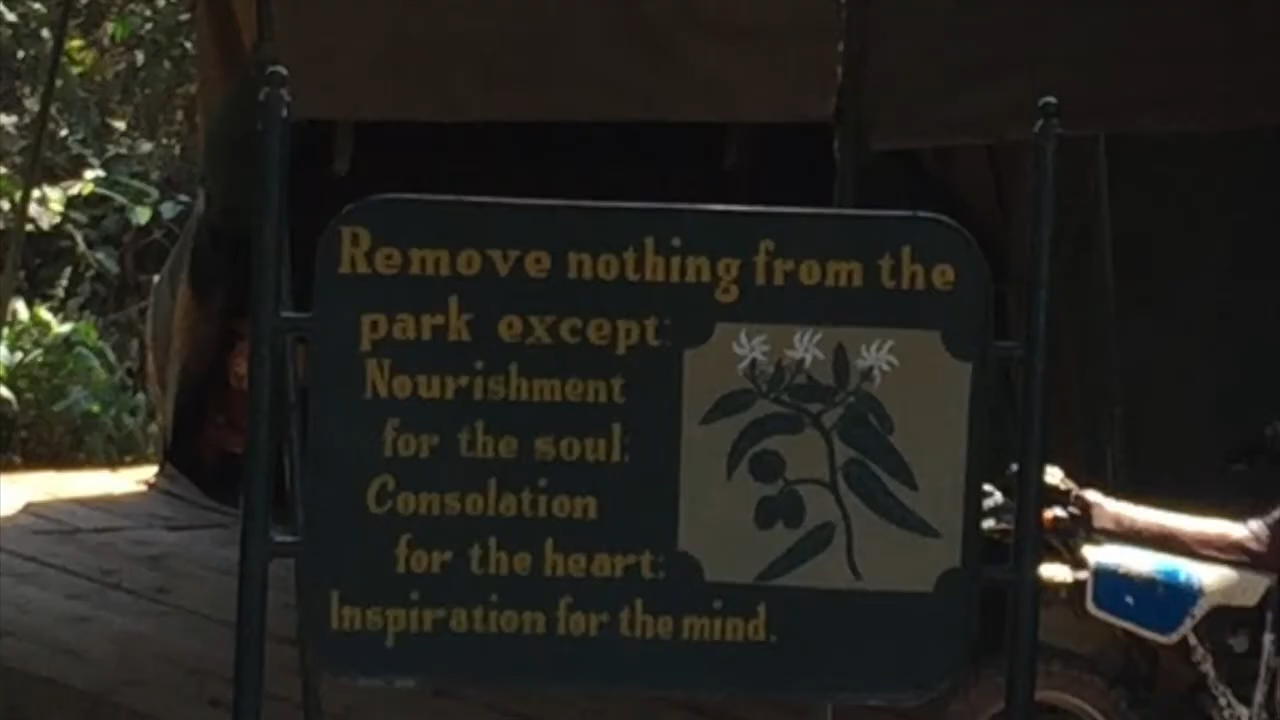 Remove nothing from the
park except:
Nourishment
for the soul;
Consolation
for the heart;
Inspiration for the mind.